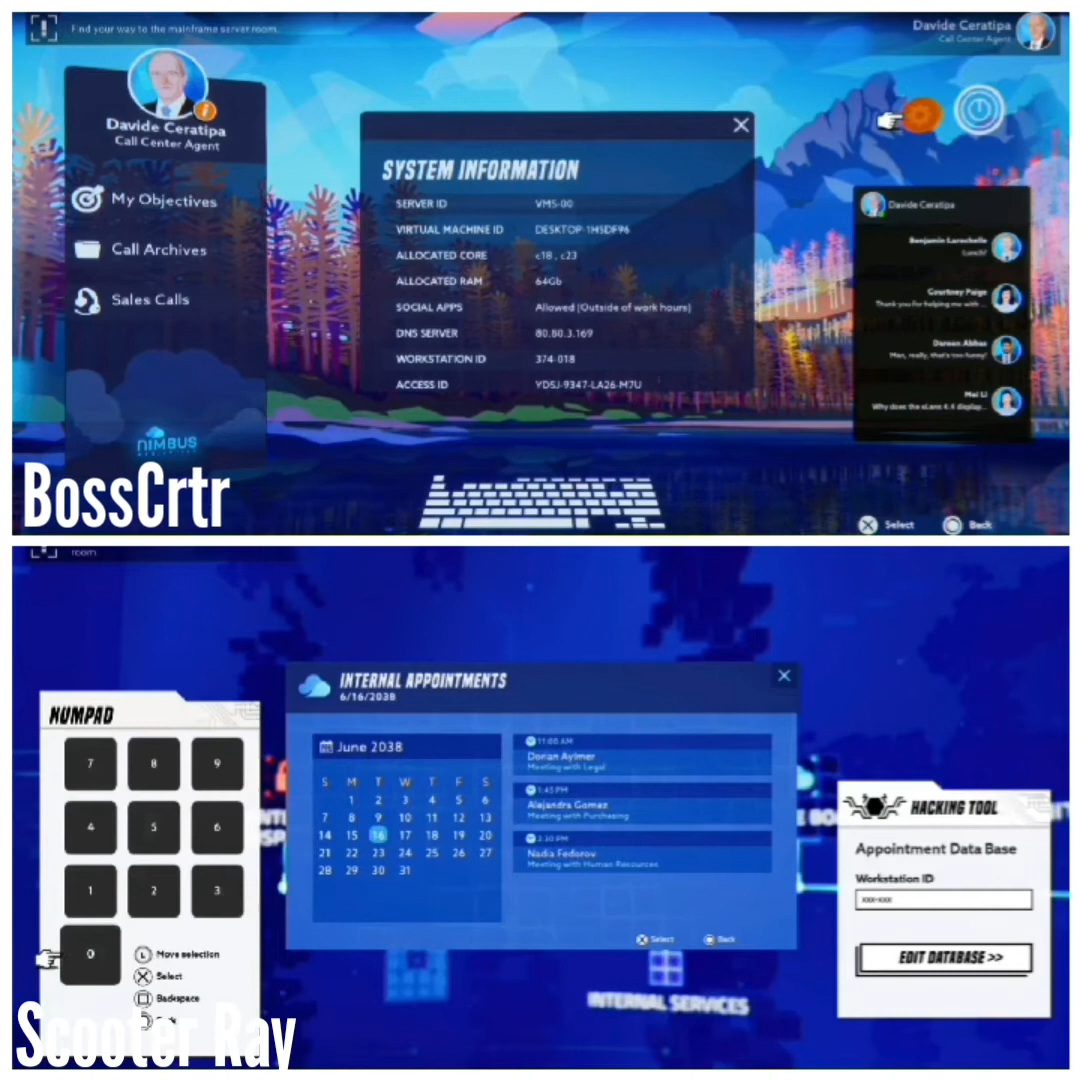 Find your way to the mainframe server room.
Davide Ceratipa
Call Center Agent
Davide Ceratipa
Call Center Agent
My Objectives
Call Archives
Sales Calls
NIMBUS
SYSTEM INFORMATION
SERVER ID VMS-00
VIRTUAL MACHINE ID DESKTOP-1H5DF96
ALLOCATED CORE c18 , c23
ALLOCATED RAM 64Gb
SOCIAL APPS Allowed (Outside of work hours)
DNS SERVER 80.80.3.169
WORKSTATION ID 374-018
ACCESS ID YD5J-9347-LA26-M7U
Davide Ceratipa
Benjamin Larochelle
Lunch?
Courtney Paige
Thank you for helping me with ...
Dareen Abbas
Man, really, that's too funny!
Mei Li
Why does the eLens 4.4 display...
Select Back
BossCrtr
room.
NUMPAD
7 8 9
4 5 6
1 2 3
0
Move selection
Select
Backspace
INTERNAL APPOINTMENTS
6/16/2038
June 2038
S M T W T F S
1 2 3 4 5 6
7 8 9 10 11 12 13
14 15 16 17 18 19 20
21 22 23 24 25 26 27
28 29 30 31
11:00 AM
Dorian Aylmer
Meeting with Legal
1:45 PM
Alejandra Gomez
Meeting with Purchasing
3:30 PM
Nadia Fedorov
Meeting with Human Resources
Select Back
INTERNAL SERVICES
HACKING TOOL
Appointment Data Base
Workstation ID
xxx-xxx
EDIT DATABASE >>
Scooter Ray